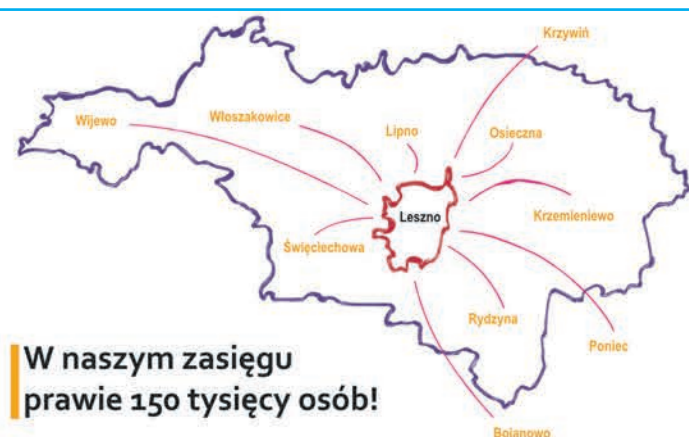 Krzywiń
Wijewo
Włoszakowice
Lipno
Osieczna
Leszno
Krzemieniewo
Święciechowa
Rydzyna
Poniec
W naszym zasięgu
prawie 150 tysięcy osób!
Bojanowo